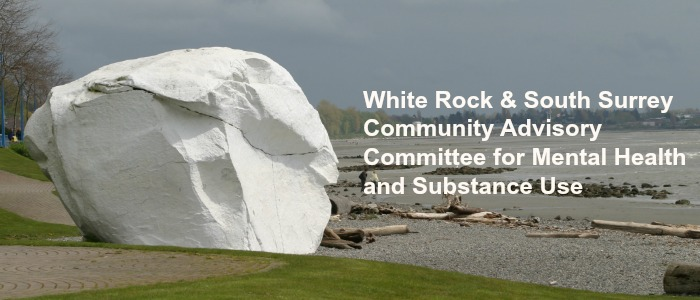 White Rock & South Surrey
Community Advisory
Committee for Mental Health
and Substance Use